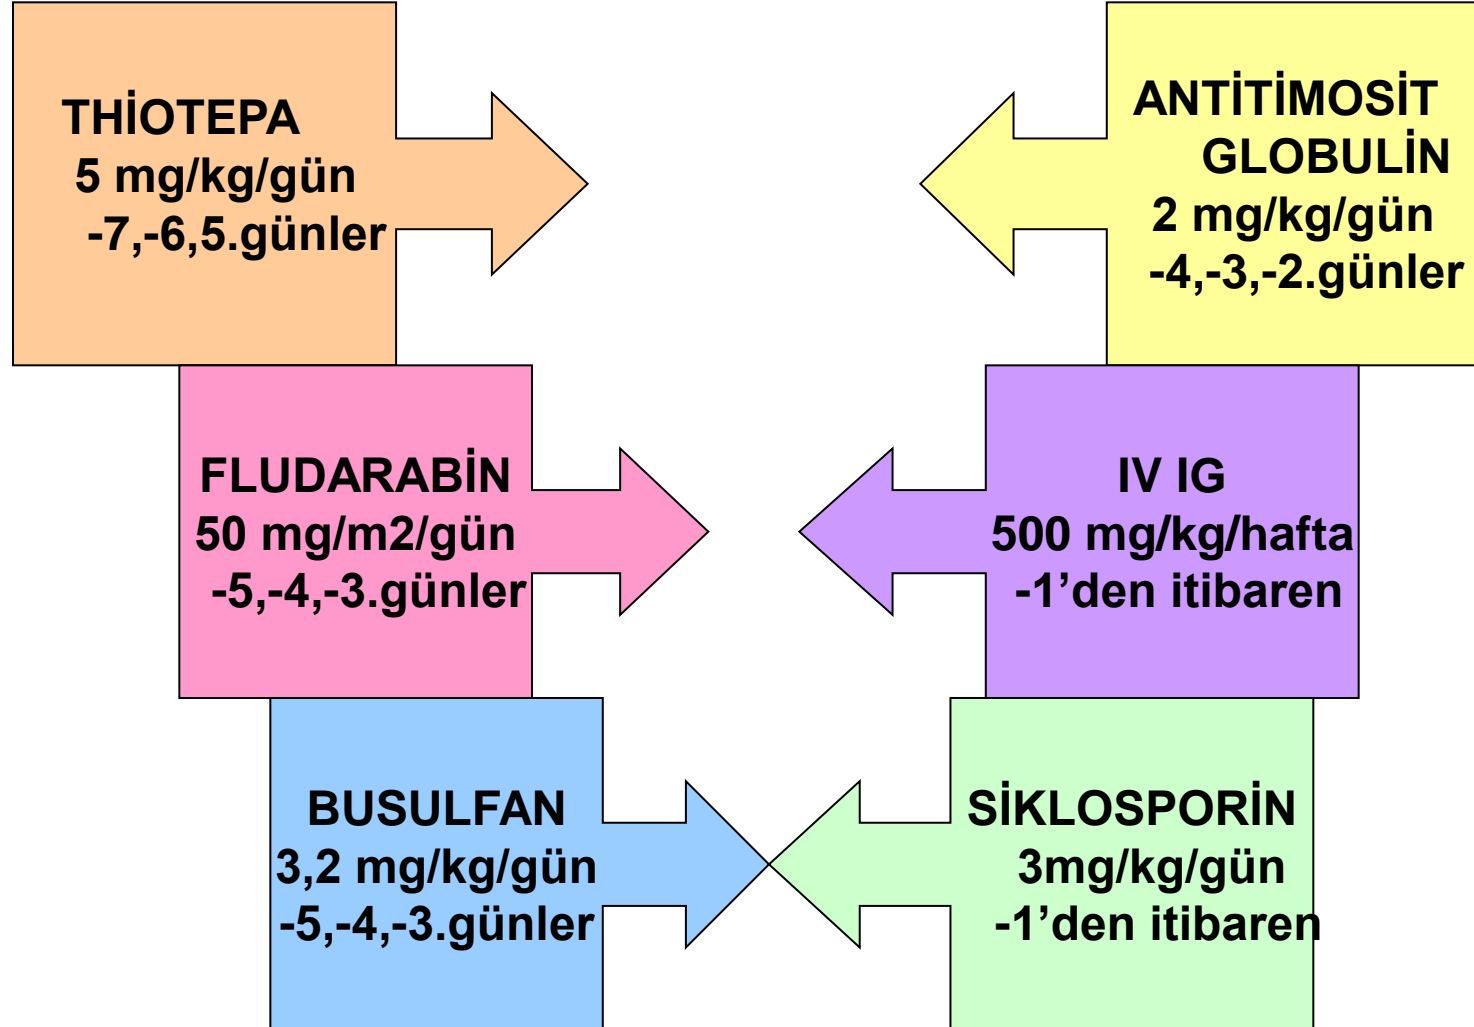 THİOTEPA
5 mg/kg/gün
-7,-6,5.günler
ANTİTİMOSİT
GLOBULİN
2 mg/kg/gün
-4,-3,-2.günler
FLUDARABİN
50 mg/m2/gün
-5,-4,-3.günler
IV IG
500 mg/kg/hafta
-1’den itibaren
BUSULFAN
3,2 mg/kg/gün
-5,-4,-3.günler
SİKLOSPORİN
3mg/kg/gün
-1’den itibaren